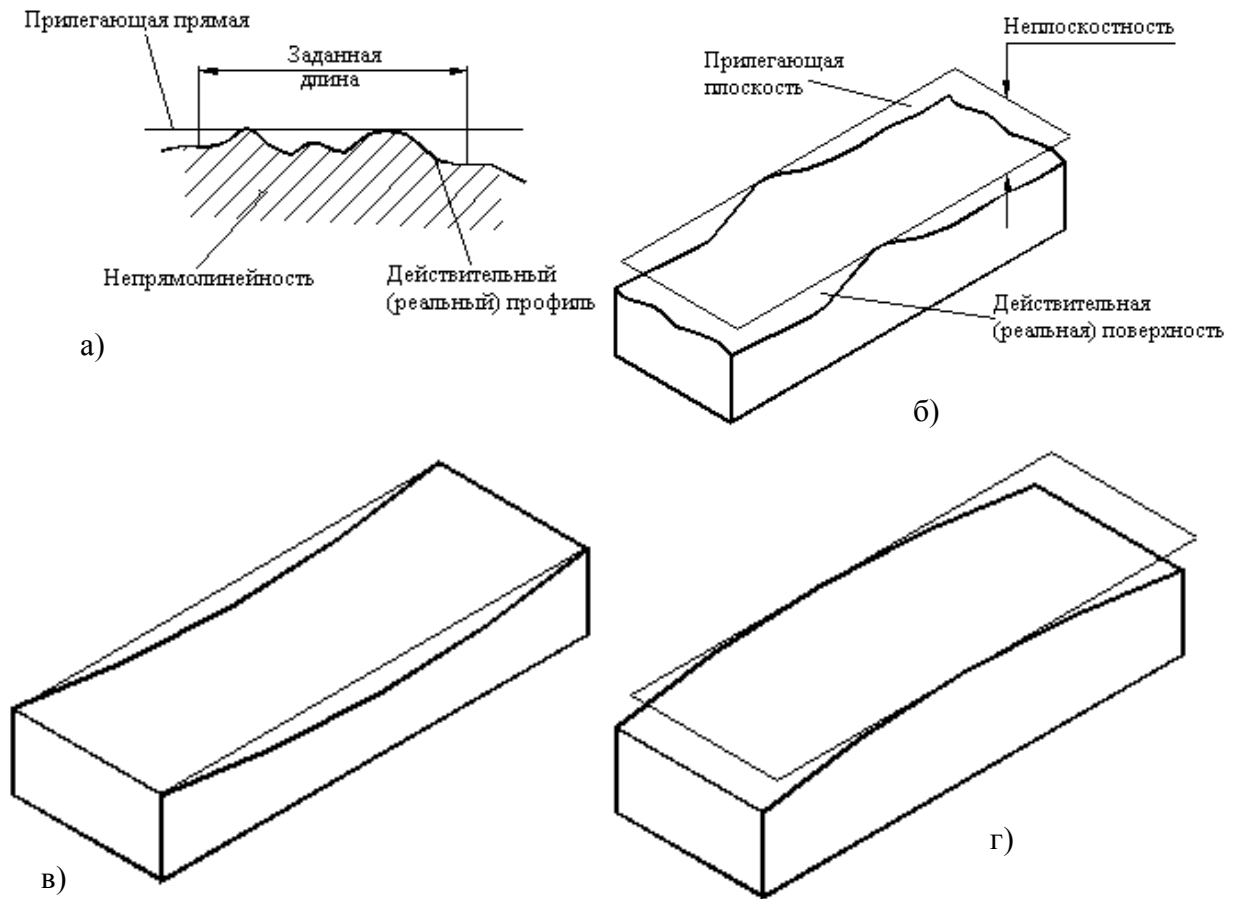 Прилегающая прямая
Заданная
длина
Непрямолинейность
Действительный
(реальный) профиль
а)
Неплоскостность
Прилегающая
плоскость
Действительная
(реальная) поверхность
б)
в)
г)